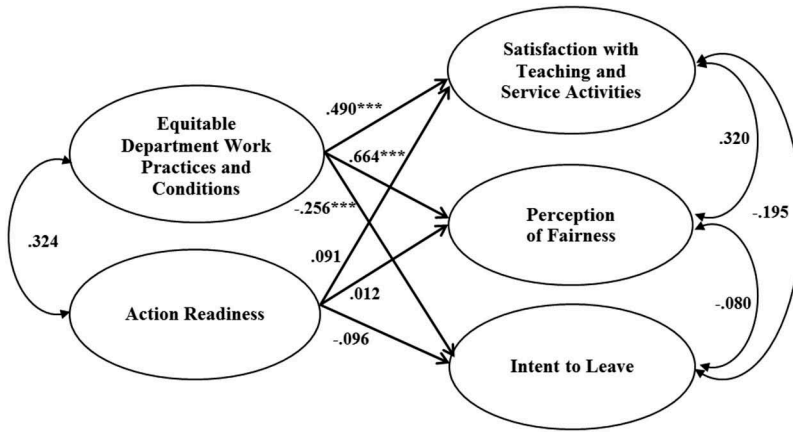 Satisfaction with
Teaching and
Service Activities
.490***
Equitable
Department Work
Practices and
Conditions
.664***
.320
-.256***
Perception
of Fairness
-.195
.324
.091
.012
Action Readiness
-.080
-.096
Intent to Leave